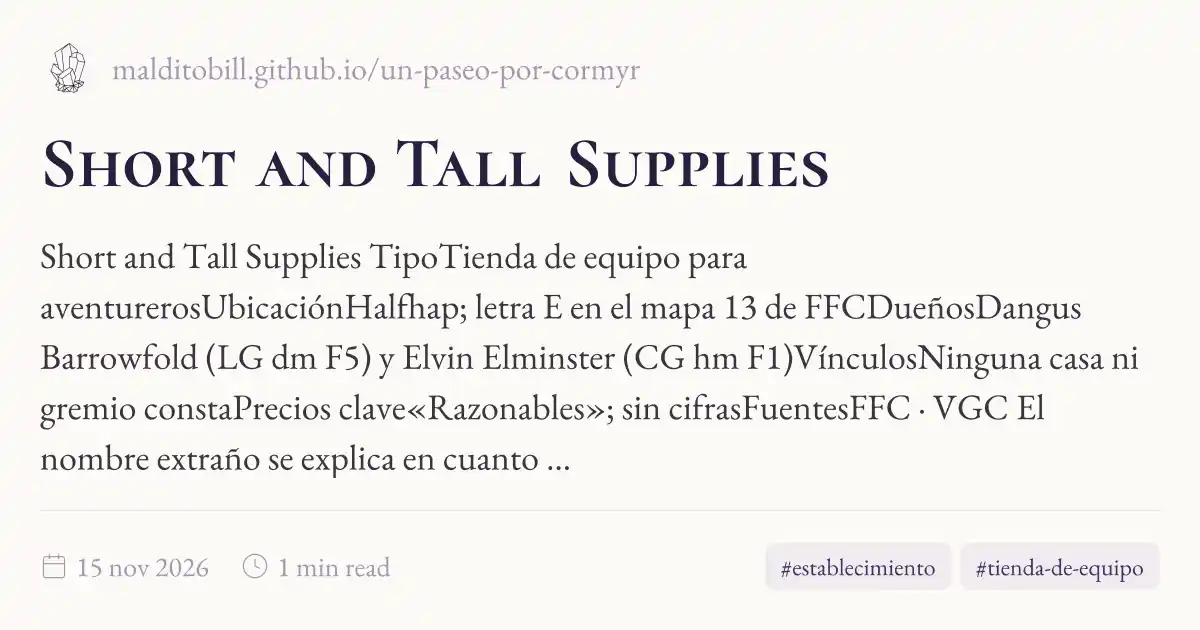 malditobill.github.io/un-paseo-por-cormyr
Short and Tall Supplies
Short and Tall Supplies TipoTienda de equipo para
aventurerosUbicaciónHalfhap; letra E en el mapa 13 de FFCDueñosDangus
Barrowfold (LG dm F5) y Elvin Elminster (CG hm F1)VínculosNinguna casa ni
gremio constaPrecios clave«Razonables»; sin cifrasFuentesFFC · VGC El
nombre extraño se explica en cuanto ...
15 nov 2026
1 min read
#establecimiento
#tienda-de-equipo